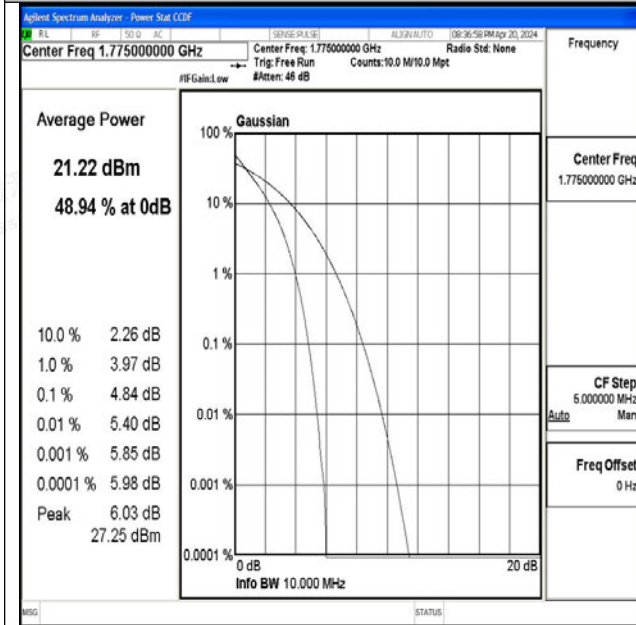 Agilent Spectrum Analyzer - Power Stat CCDF
RL RF 50 Ω AC SENSE:PULSE ALIGNAUTO 08:36:58 PM Apr 20, 2024
Center Freq 1.775000000 GHz
Center Freq: 1.775000000 GHz Radio Std: None
Trig: Free Run Counts:10.0 M/10.0 Mpt
#IFGain:Low #Atten: 46 dB
Frequency
Average Power
21.22 dBm
48.94 % at 0dB
10.0 % 2.26 dB
1.0 % 3.97 dB
0.1 % 4.84 dB
0.01 % 5.40 dB
0.001 % 5.85 dB
0.0001 % 5.98 dB
Peak 6.03 dB
27.25 dBm
Gaussian
100 %
10 %
1 %
0.1 %
0.01 %
0.001 %
0.0001 %
0 dB 20 dB
Info BW 10.000 MHz
Center Freq
1.775000000 GHz
CF Step
5.000000 MHz
Auto Man
Freq Offset
0 Hz
MSG STATUS